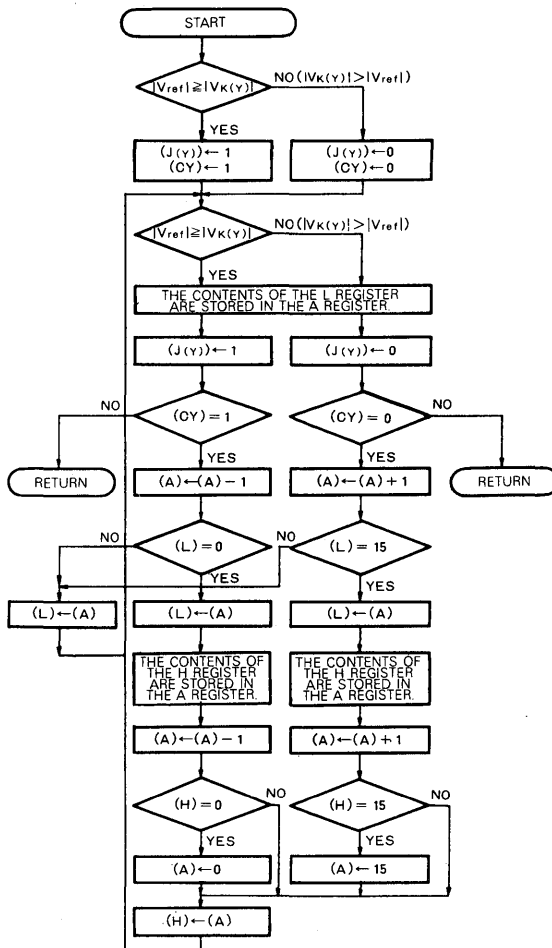 START
|Vref|≧|VK(Y)|
NO(|VK(Y)|>|Vref|)
YES
(J(Y))←1
(CY)←1
(J(Y))←0
(CY)←0
|Vref|≧|VK(Y)|
NO(|VK(Y)|>|Vref|)
YES
THE CONTENTS OF THE L REGISTER
ARE STORED IN THE A REGISTER.
(J(Y))←1
(J(Y))←0
NO
(CY)=1
(CY)=0
NO
YES
YES
RETURN
(A)←(A)-1
(A)←(A)+1
RETURN
NO
(L)=0
NO
(L)=15
YES
YES
(L)←(A)
(L)←(A)
(L)←(A)
THE CONTENTS OF
THE H REGISTER
ARE STORED IN
THE A REGISTER.
THE CONTENTS OF
THE H REGISTER
ARE STORED IN
THE A REGISTER.
(A)←(A)-1
(A)←(A)+1
(H)=0
NO
(H)=15
NO
YES
YES
(A)←0
(A)←15
(H)←(A)